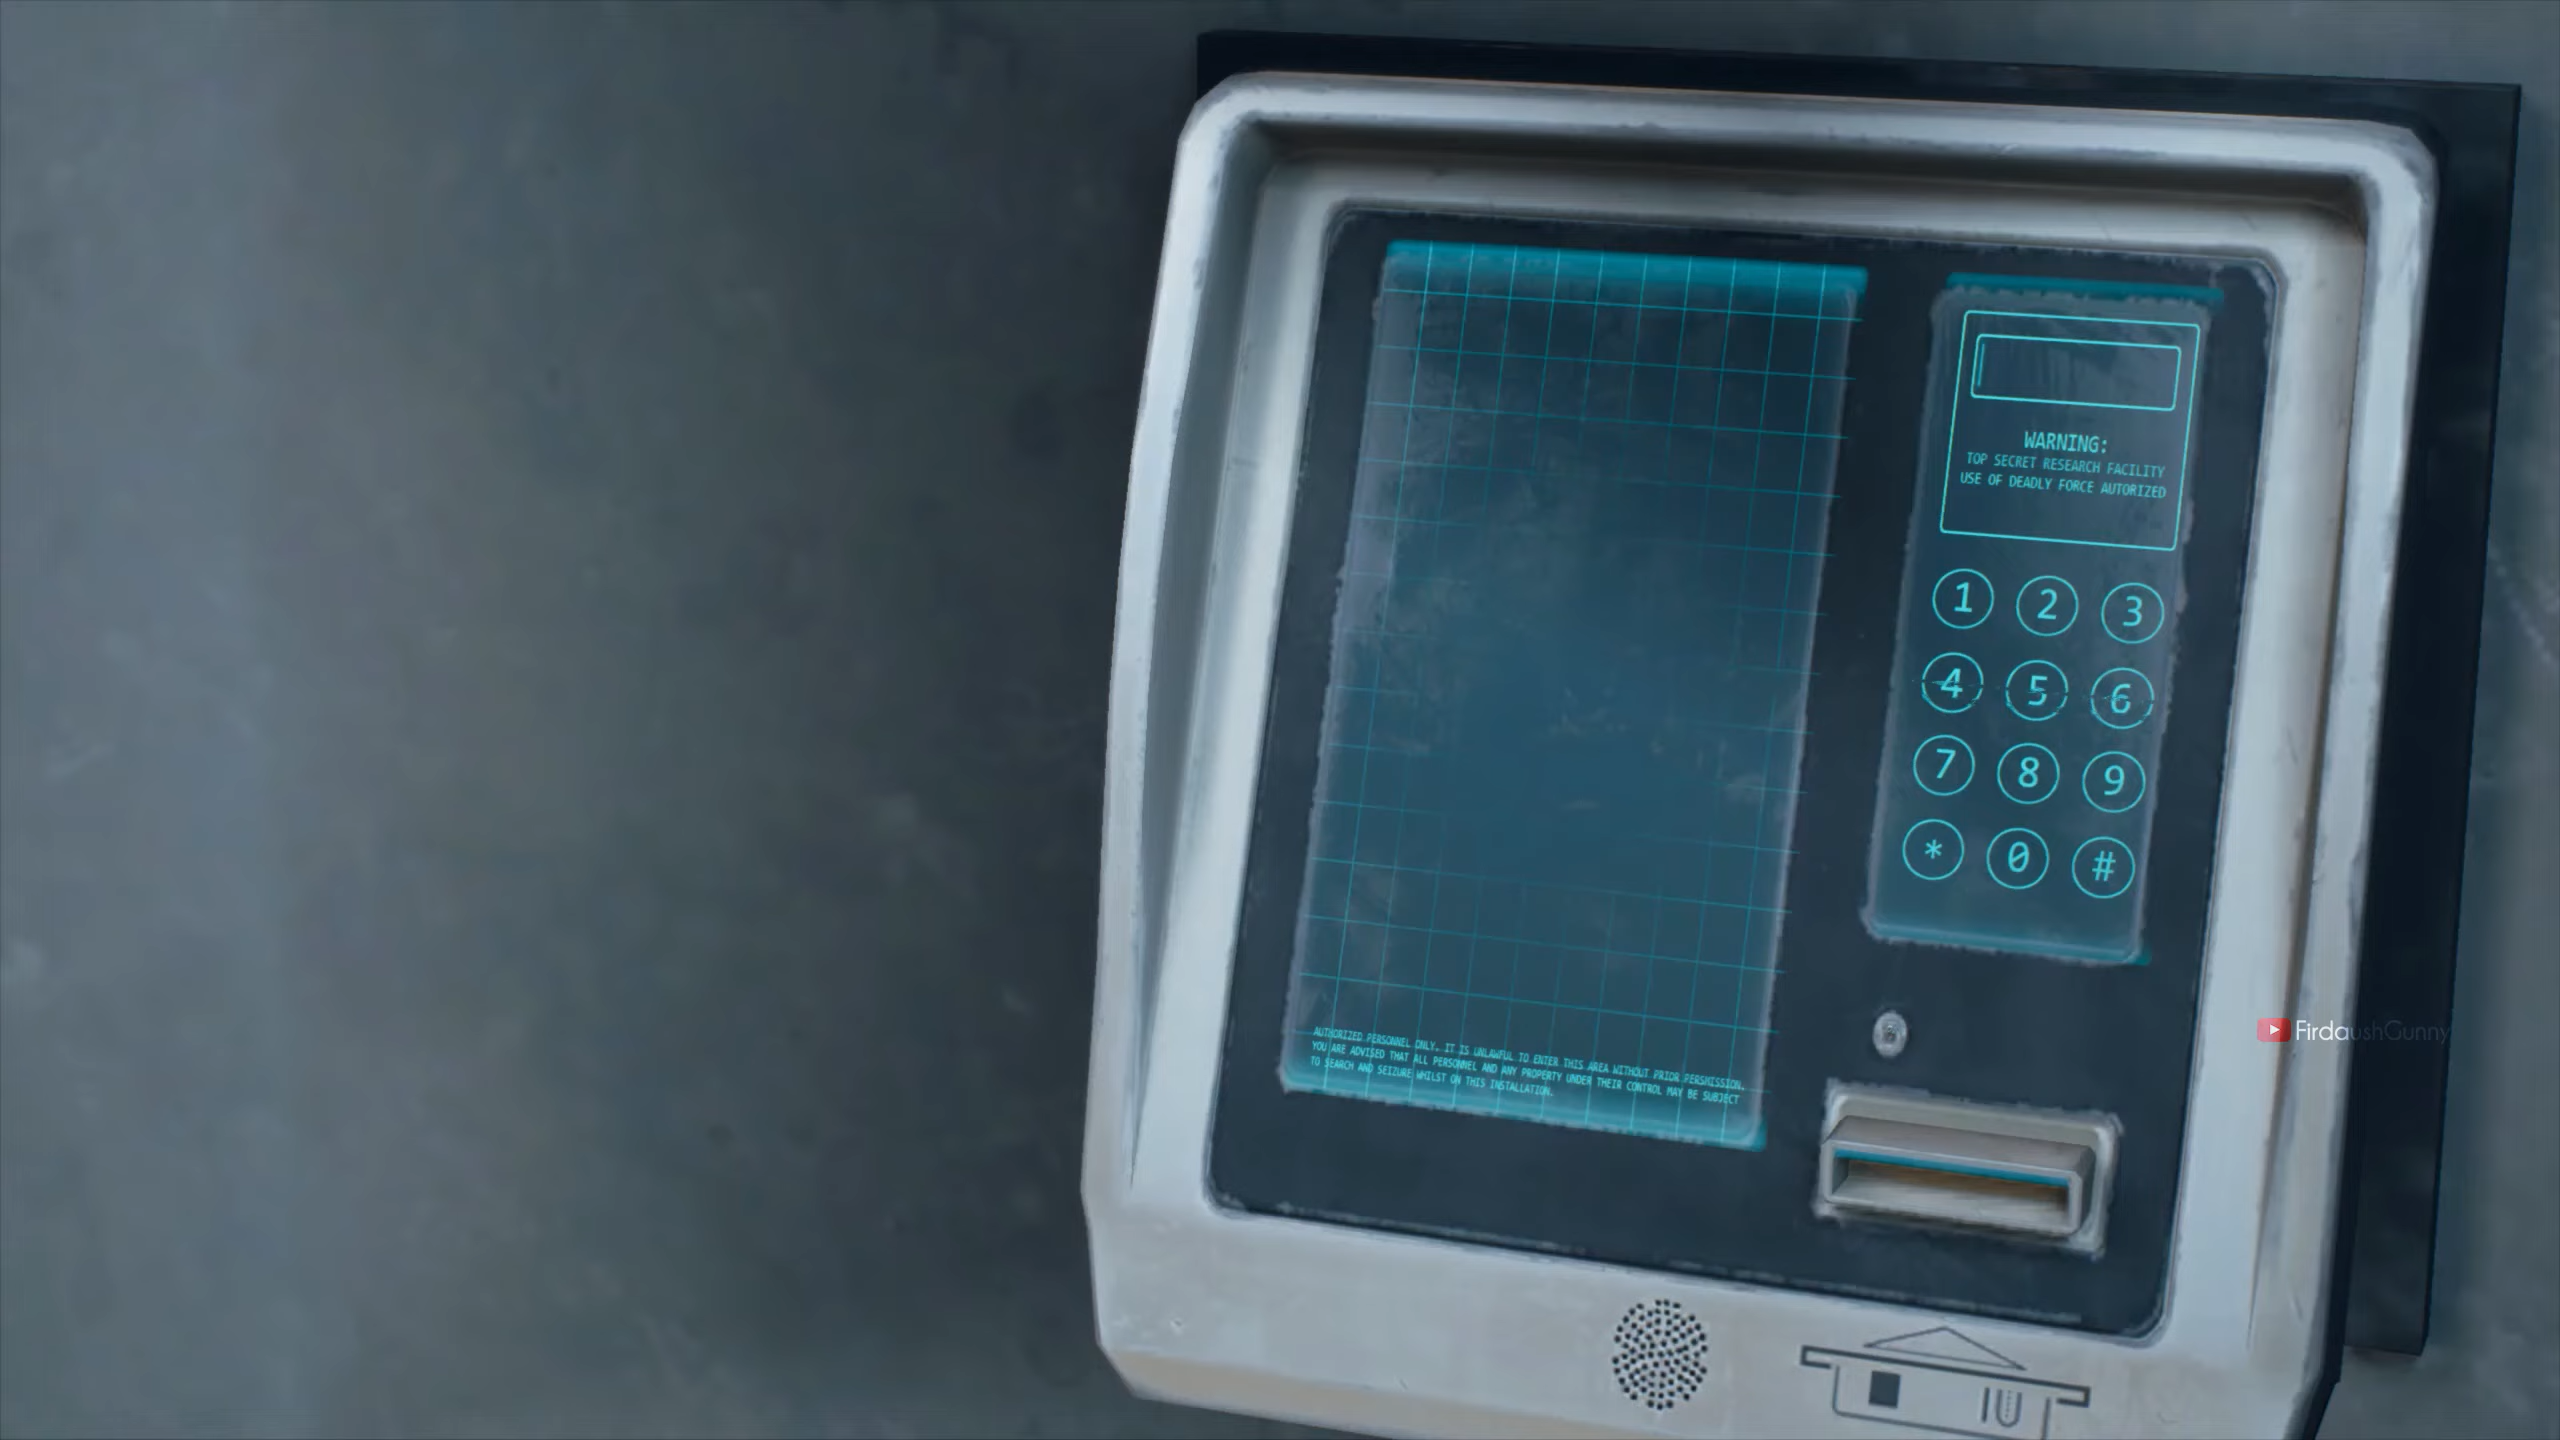 WARNING:
TOP SECRET RESEARCH FACILITY
USE OF DEADLY FORCE AUTORIZED
1 2 3
4 5 6
7 8 9
* 0 #
AUTHORIZED PERSONNEL ONLY. IT IS UNLAWFUL TO ENTER THIS AREA WITHOUT PRIOR PERSMISSION.
YOU ARE ADVISED THAT ALL PERSONNEL AND ANY PROPERTY UNDER THEIR CONTROL MAY BE SUBJECT
TO SEARCH AND SEIZURE WHILST ON THIS INSTALLATION.
FirdaushGunny